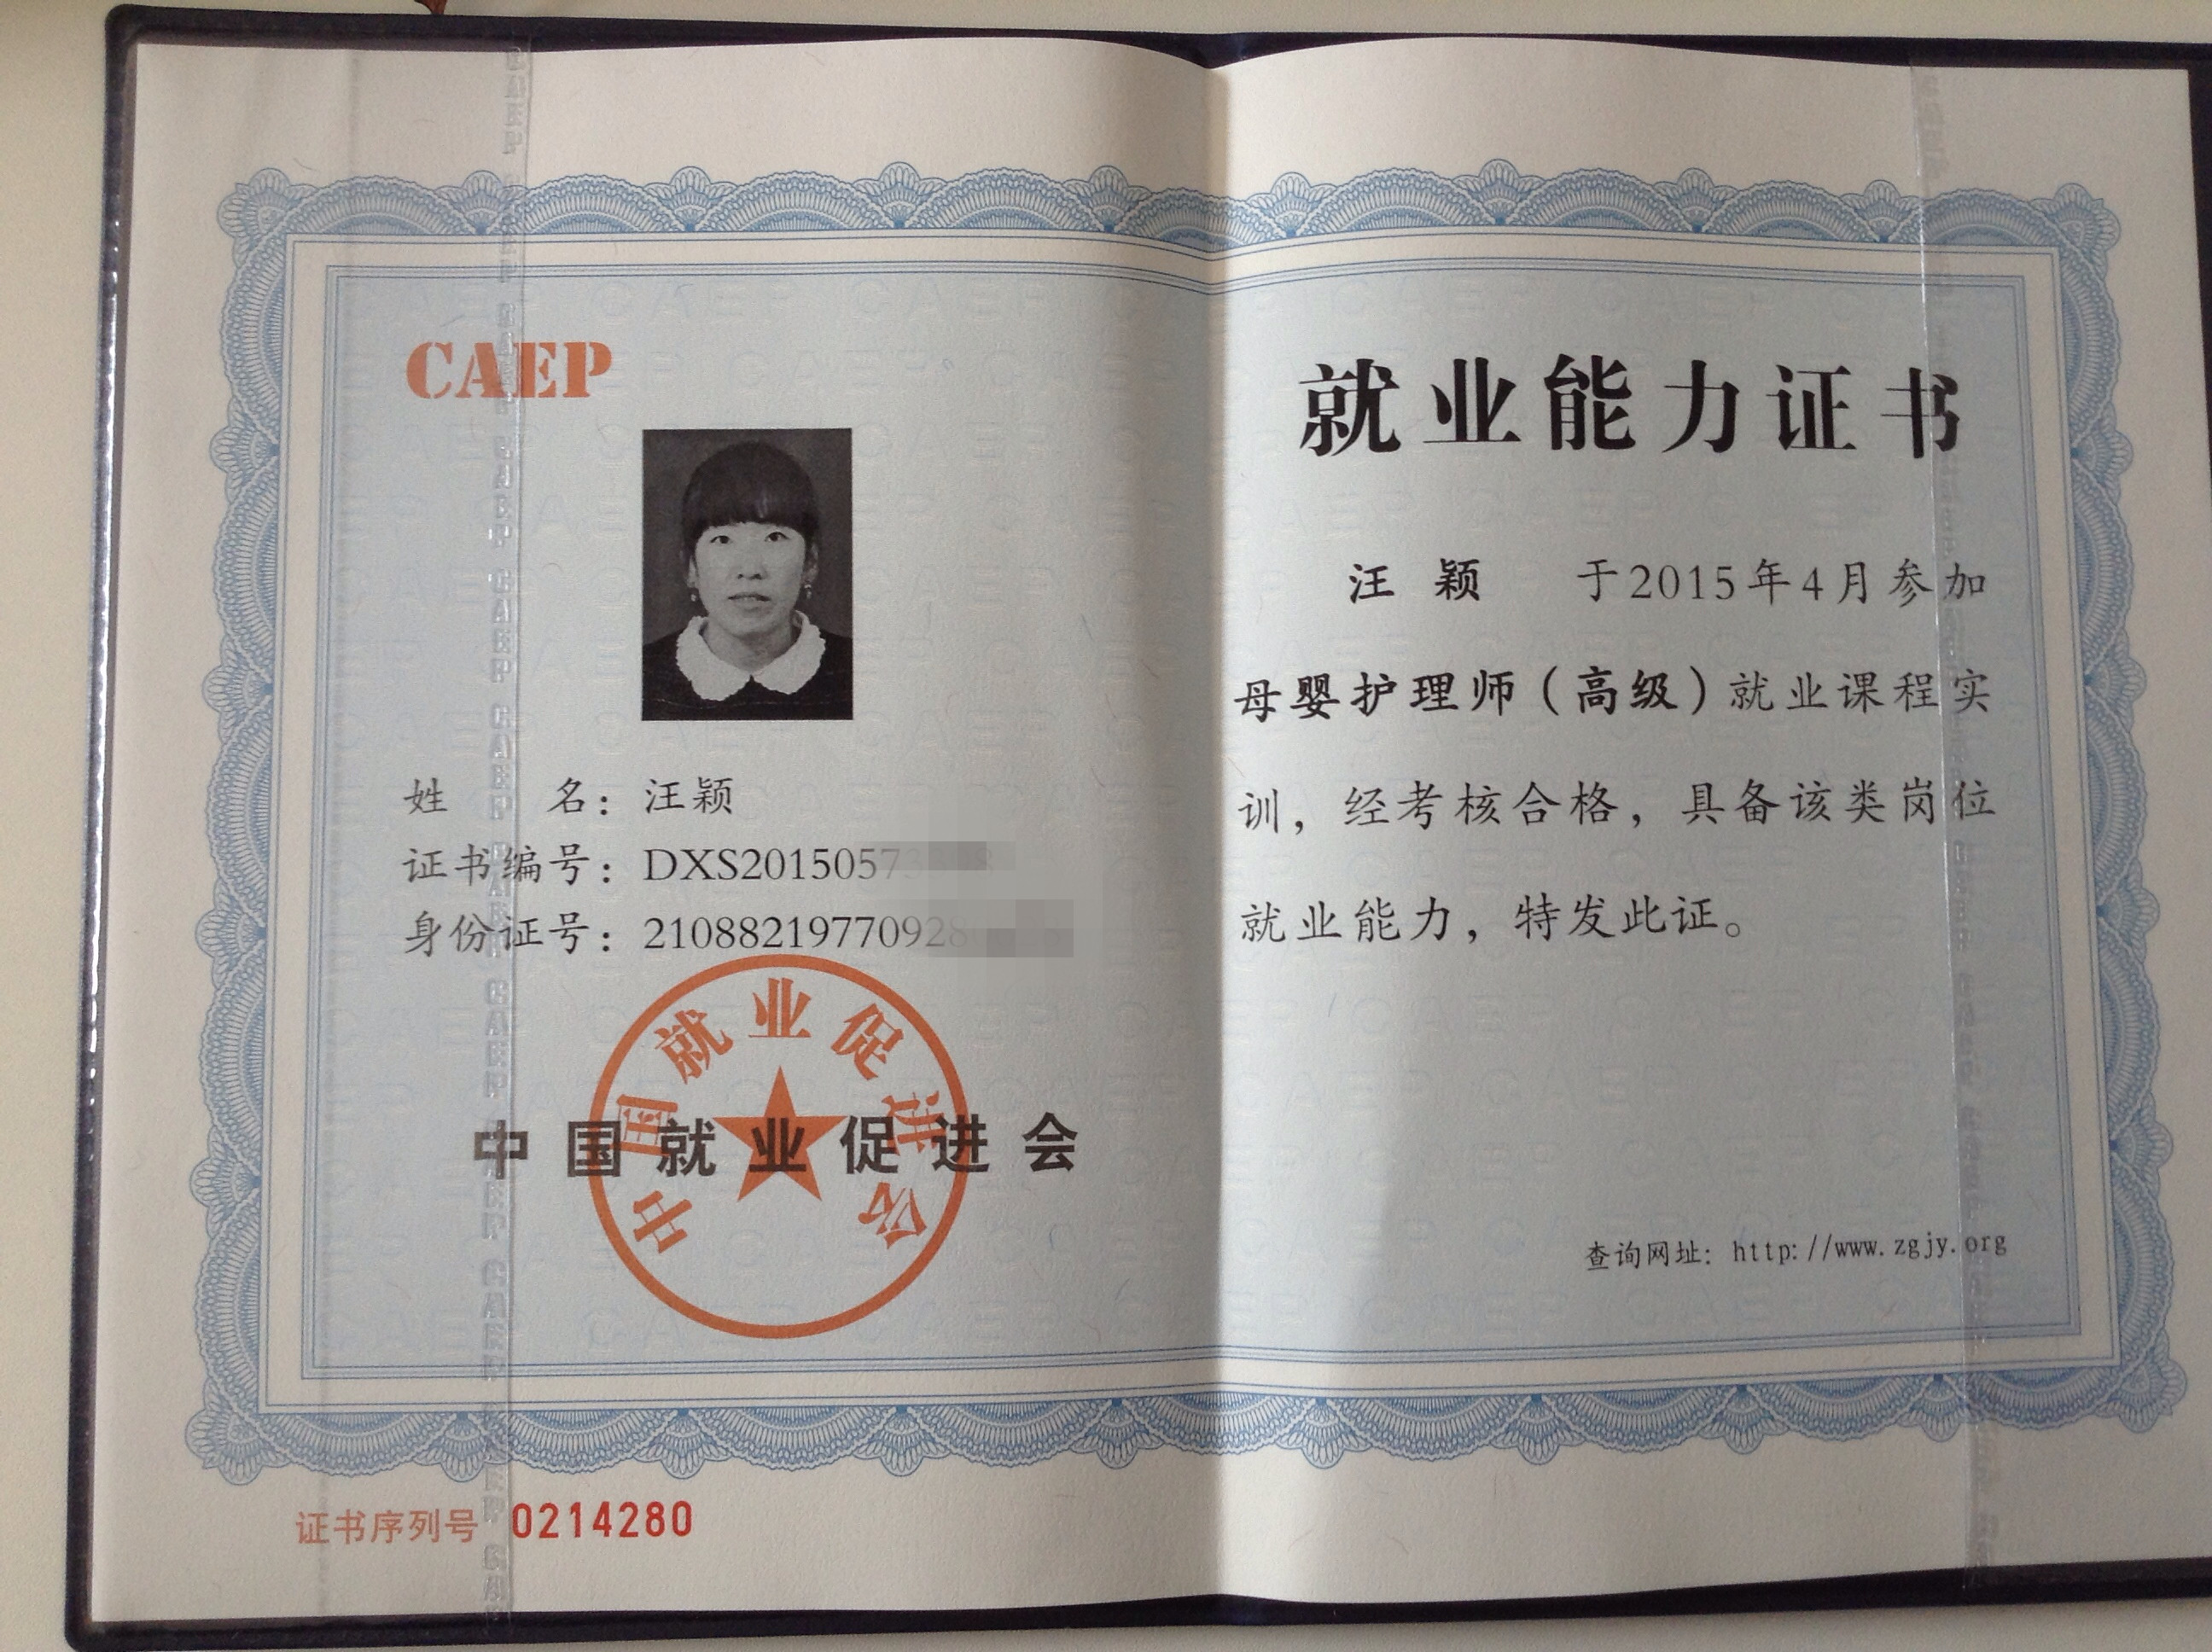 CAEP
姓 名：汪颖
证书编号：DXS2015057
身份证号：21088219770928
中国就业促进会
中国就业促进会
证书序列号 0214280
就业能力证书
汪 颖 于2015年4月参加
母婴护理师（高级）就业课程实
训，经考核合格，具备该类岗位
就业能力，特发此证。
查询网址：http://www.zgjy.org